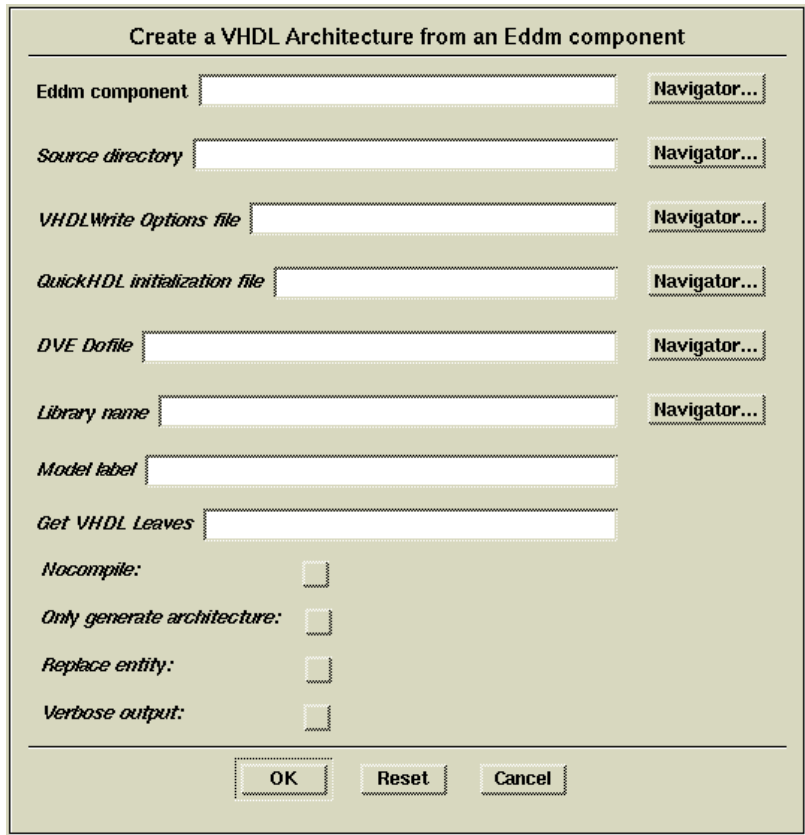 Create a VHDL Architecture from an Eddm component
Eddm component Navigator...
Source directory Navigator...
VHDLWrite Options file Navigator...
QuickHDL initialization file Navigator...
DVE Dofile Navigator...
Library name Navigator...
Model label
Get VHDL Leaves
Nocompile:
Only generate architecture:
Replace entity:
Verbose output:
OK Reset Cancel